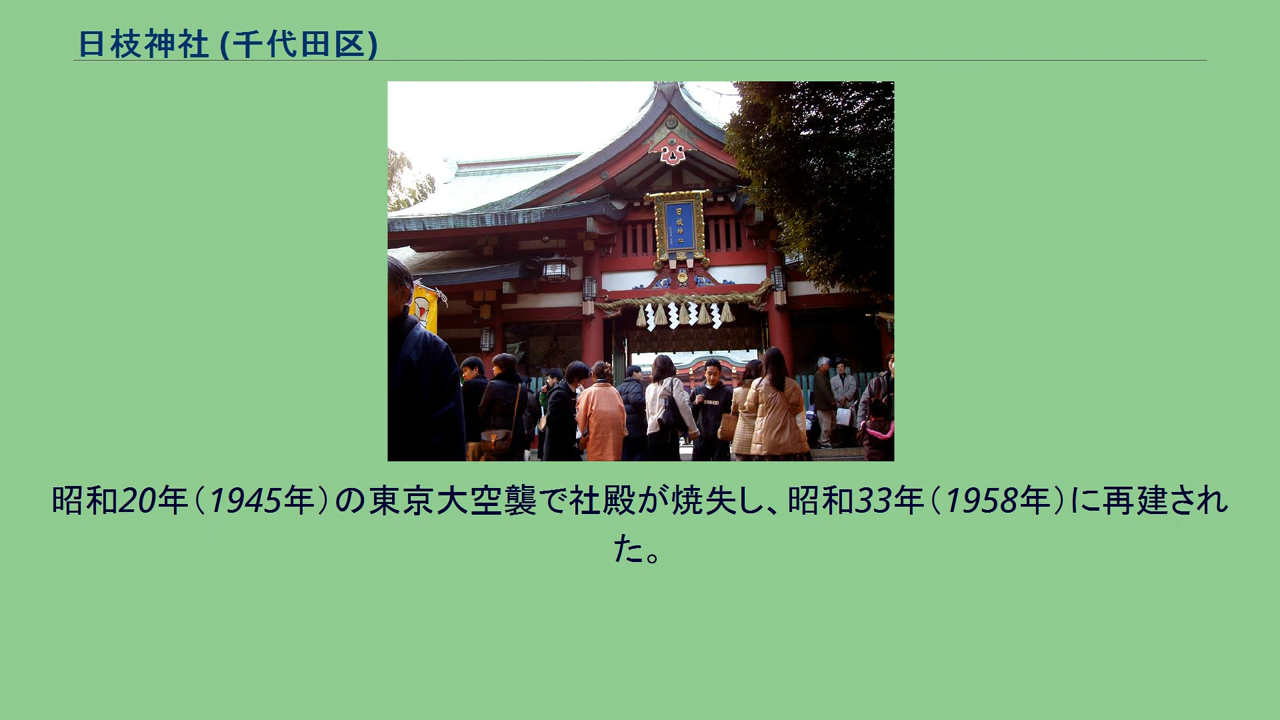 日枝神社 (千代田区)
日枝神社
昭和20年（1945年）の東京大空襲で社殿が焼失し、昭和33年（1958年）に再建され
た。